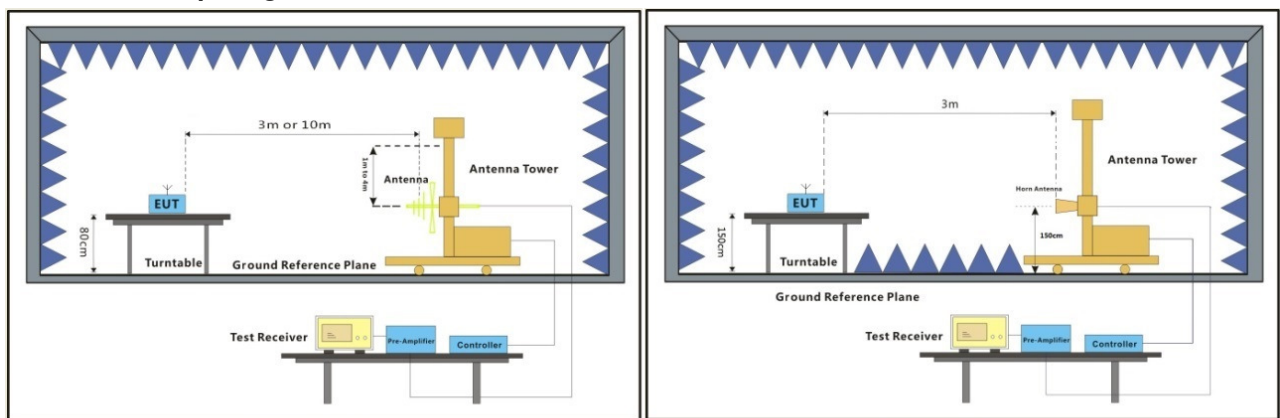 3m or 10m
1m to 4m
Antenna
Antenna Tower
EUT
80cm
Turntable
Ground Reference Plane
Test Receiver
Pre-Amplifier
Controller
3m
Antenna Tower
Horn Antenna
EUT
150cm
150cm
Turntable
Ground Reference Plane
Test Receiver
Pre-Amplifier
Controller